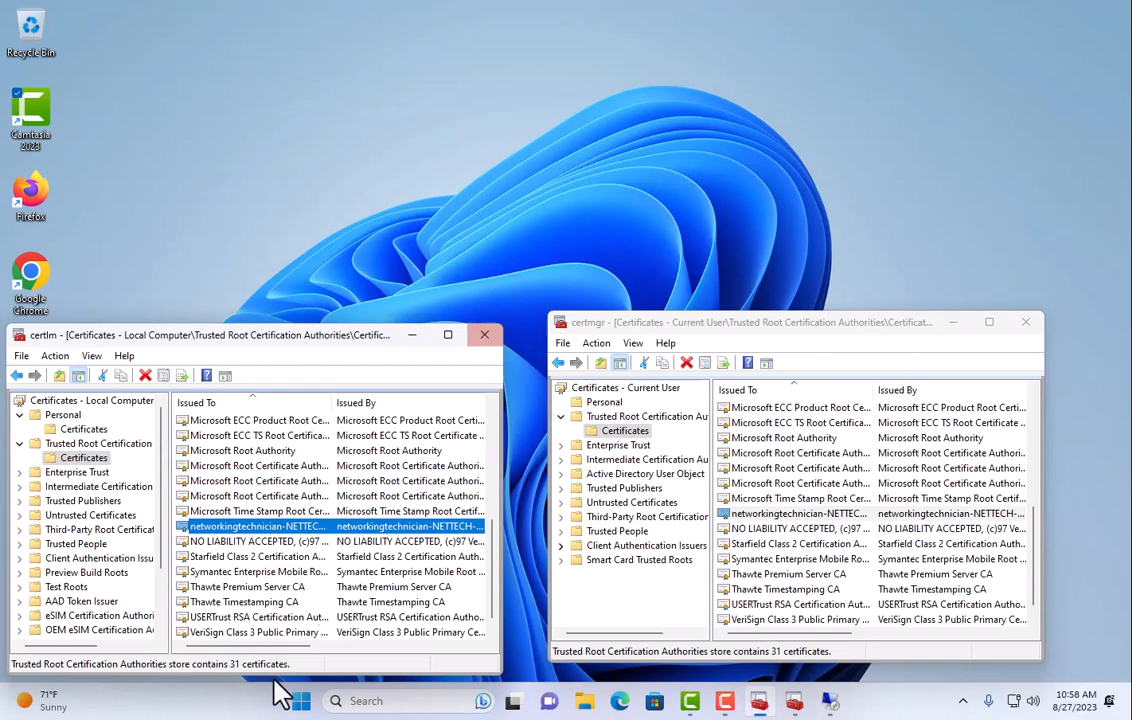 Recycle Bin
Camtasia
2023
Firefox
Google
Chrome
certlm - [Certificates - Local Computer\Trusted Root Certification Authorities\Certific...
File Action View Help
Certificates - Local Computer
Personal
Certificates
Trusted Root Certification
Certificates
Enterprise Trust
Intermediate Certification
Trusted Publishers
Untrusted Certificates
Third-Party Root Certificat
Trusted People
Client Authentication Issu
Preview Build Roots
Test Roots
AAD Token Issuer
eSIM Certification Authori
OEM eSIM Certification Au
Issued To Issued By
Microsoft ECC Product Root Ce... Microsoft ECC Product Root Certi...
Microsoft ECC TS Root Certifica... Microsoft ECC TS Root Certificate ...
Microsoft Root Authority Microsoft Root Authority
Microsoft Root Certificate Auth... Microsoft Root Certificate Authori...
Microsoft Root Certificate Auth... Microsoft Root Certificate Authori...
Microsoft Root Certificate Auth... Microsoft Root Certificate Authori...
Microsoft Time Stamp Root Cer... Microsoft Time Stamp Root Certif...
networkingtechnician-NETTEC... networkingtechnician-NETTECH-...
NO LIABILITY ACCEPTED, (c)97 ... NO LIABILITY ACCEPTED, (c)97 Ve...
Starfield Class 2 Certification A... Starfield Class 2 Certification Auth...
Symantec Enterprise Mobile Ro... Symantec Enterprise Mobile Root ...
Thawte Premium Server CA Thawte Premium Server CA
Thawte Timestamping CA Thawte Timestamping CA
USERTrust RSA Certification Aut... USERTrust RSA Certification Autho...
VeriSign Class 3 Public Primary ... VeriSign Class 3 Public Primary Ce...
Trusted Root Certification Authorities store contains 31 certificates.
certmgr - [Certificates - Current User\Trusted Root Certification Authorities\Certificat...
File Action View Help
Certificates - Current User
Personal
Trusted Root Certification Au
Certificates
Enterprise Trust
Intermediate Certification Au
Active Directory User Object
Trusted Publishers
Untrusted Certificates
Third-Party Root Certification
Trusted People
Client Authentication Issuers
Smart Card Trusted Roots
Issued To Issued By
Microsoft ECC Product Root Ce... Microsoft ECC Product Root Certi...
Microsoft ECC TS Root Certifica... Microsoft ECC TS Root Certificate ...
Microsoft Root Authority Microsoft Root Authority
Microsoft Root Certificate Auth... Microsoft Root Certificate Authori...
Microsoft Root Certificate Auth... Microsoft Root Certificate Authori...
Microsoft Root Certificate Auth... Microsoft Root Certificate Authori...
Microsoft Time Stamp Root Cer... Microsoft Time Stamp Root Certif...
networkingtechnician-NETTEC... networkingtechnician-NETTECH-...
NO LIABILITY ACCEPTED, (c)97 ... NO LIABILITY ACCEPTED, (c)97 Ve...
Starfield Class 2 Certification A... Starfield Class 2 Certification Auth...
Symantec Enterprise Mobile Ro... Symantec Enterprise Mobile Root ...
Thawte Premium Server CA Thawte Premium Server CA
Thawte Timestamping CA Thawte Timestamping CA
USERTrust RSA Certification Aut... USERTrust RSA Certification Autho...
VeriSign Class 3 Public Primary ... VeriSign Class 3 Public Primary Ce...
Trusted Root Certification Authorities store contains 31 certificates.
71°F
Sunny
Search
10:58 AM
8/27/2023